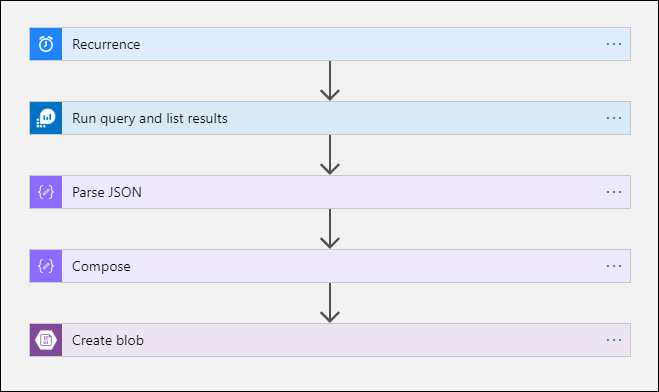 Recurrence
Run query and list results
Parse JSON
Compose
Create blob